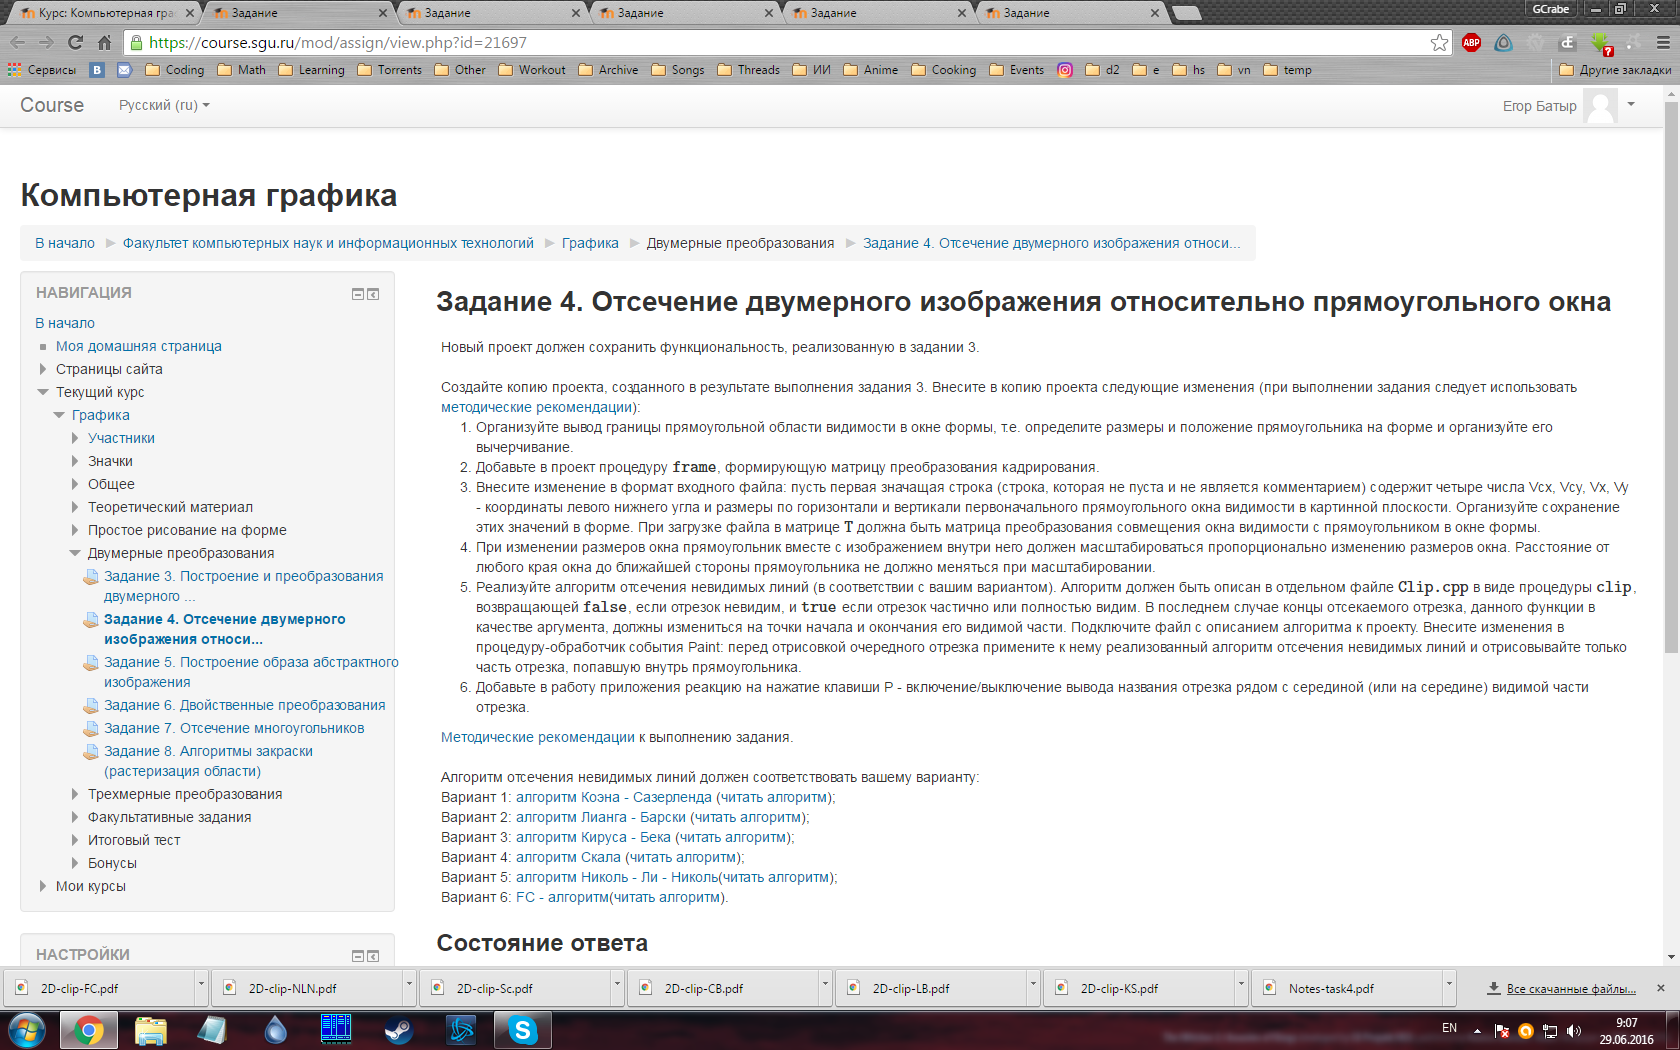 Курс: Компьютерная гра
Задание
Задание
Задание
Задание
Задание
GCrabe
https://course.sgu.ru/mod/assign/view.php?id=21697
ABP
Сервисы
Coding
Math
Learning
Torrents
Other
Workout
Archive
Songs
Threads
ИИ
Anime
Cooking
Events
d2
e
hs
vn
temp
Другие закладки
Course
Русский (ru)
Егор Батыр
Компьютерная графика
В начало
Факультет компьютерных наук и информационных технологий
Графика
Двумерные преобразования
Задание 4. Отсечение двумерного изображения относи...
НАВИГАЦИЯ
В начало
Моя домашняя страница
Страницы сайта
Текущий курс
Графика
Участники
Значки
Общее
Теоретический материал
Простое рисование на форме
Двумерные преобразования
Задание 3. Построение и преобразования
двумерного ...
Задание 4. Отсечение двумерного
изображения относи...
Задание 5. Построение образа абстрактного
изображения
Задание 6. Двойственные преобразования
Задание 7. Отсечение многоугольников
Задание 8. Алгоритмы закраски
(растеризация области)
Трехмерные преобразования
Факультативные задания
Итоговый тест
Бонусы
Мои курсы
НАСТРОЙКИ
Задание 4. Отсечение двумерного изображения относительно прямоугольного окна
Новый проект должен сохранить функциональность, реализованную в задании 3.
Создайте копию проекта, созданного в результате выполнения задания 3. Внесите в копию проекта следующие изменения (при выполнении задания следует использовать
методические рекомендации):
1. Организуйте вывод границы прямоугольной области видимости в окне формы, т.е. определите размеры и положение прямоугольника на форме и организуйте его
вычерчивание.
2. Добавьте в проект процедуру frame, формирующую матрицу преобразования кадрирования.
3. Внесите изменение в формат входного файла: пусть первая значащая строка (строка, которая не пуста и не является комментарием) содержит четыре числа Vcx, Vcy, Vx, Vy
- координаты левого нижнего угла и размеры по горизонтали и вертикали первоначального прямоугольного окна видимости в картинной плоскости. Организуйте сохранение
этих значений в форме. При загрузке файла в матрице T должна быть матрица преобразования совмещения окна видимости с прямоугольником в окне формы.
4. При изменении размеров окна прямоугольник вместе с изображением внутри него должен масштабироваться пропорционально изменению размеров окна. Расстояние от
любого края окна до ближайшей стороны прямоугольника не должно меняться при масштабировании.
5. Реализуйте алгоритм отсечения невидимых линий (в соответствии с вашим вариантом). Алгоритм должен быть описан в отдельном файле Clip.cpp в виде процедуры clip,
возвращающей false, если отрезок невидим, и true если отрезок частично или полностью видим. В последнем случае концы отсекаемого отрезка, данного функции в
качестве аргумента, должны измениться на точки начала и окончания его видимой части. Подключите файл с описанием алгоритма к проекту. Внесите изменения в
процедуру-обработчик события Paint: перед отрисовкой очередного отрезка примените к нему реализованный алгоритм отсечения невидимых линий и отрисовывайте только
часть отрезка, попавшую внутрь прямоугольника.
6. Добавьте в работу приложения реакцию на нажатие клавиши P - включение/выключение вывода названия отрезка рядом с серединой (или на середине) видимой части
отрезка.
Методические рекомендации к выполнению задания.
Алгоритм отсечения невидимых линий должен соответствовать вашему варианту:
Вариант 1: алгоритм Коэна - Сазерленда (читать алгоритм);
Вариант 2: алгоритм Лианга - Барски (читать алгоритм);
Вариант 3: алгоритм Кируса - Бека (читать алгоритм);
Вариант 4: алгоритм Скала (читать алгоритм);
Вариант 5: алгоритм Николь - Ли - Николь(читать алгоритм);
Вариант 6: FC - алгоритм(читать алгоритм).
Состояние ответа
2D-clip-FC.pdf
2D-clip-NLN.pdf
2D-clip-Sc.pdf
2D-clip-CB.pdf
2D-clip-LB.pdf
2D-clip-KS.pdf
Notes-task4.pdf
Все скачанные файлы...
EN
9:07
29.06.2016